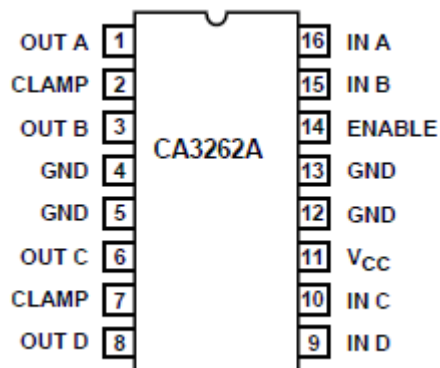 OUT A 1 16 IN A
CLAMP 2 15 IN B
OUT B 3 14 ENABLE
CA3262A
GND 4 13 GND
GND 5 12 GND
OUT C 6 11 VCC
CLAMP 7 10 IN C
OUT D 8 9 IN D